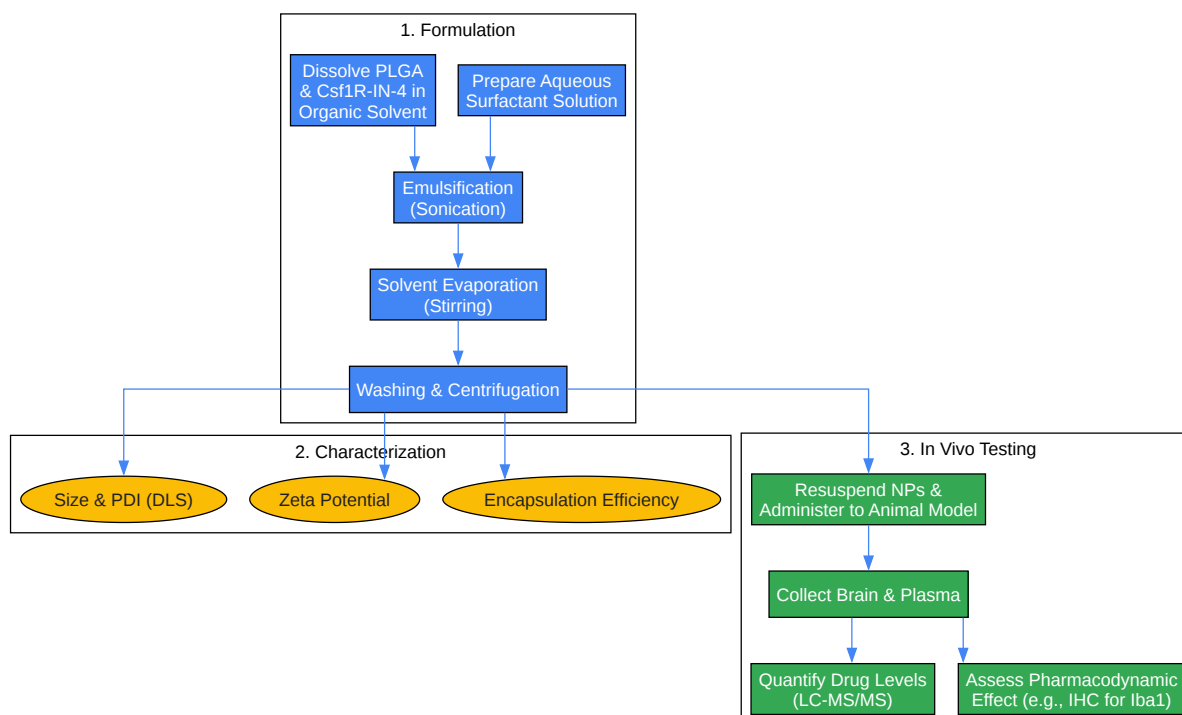 1. Formulation
Dissolve PLGA
& Csf1R-IN-4 in
Organic Solvent
Prepare Aqueous
Surfactant Solution
Emulsification
(Sonication)
Solvent Evaporation
(Stirring)
Washing & Centrifugation
2. Characterization
Size & PDI (DLS)
Zeta Potential
Encapsulation Efficiency
3. In Vivo Testing
Resuspend NPs &
Administer to Animal Model
Collect Brain & Plasma
Quantify Drug Levels
(LC-MS/MS)
Assess Pharmacodynamic
Effect (e.g., IHC for Iba1)